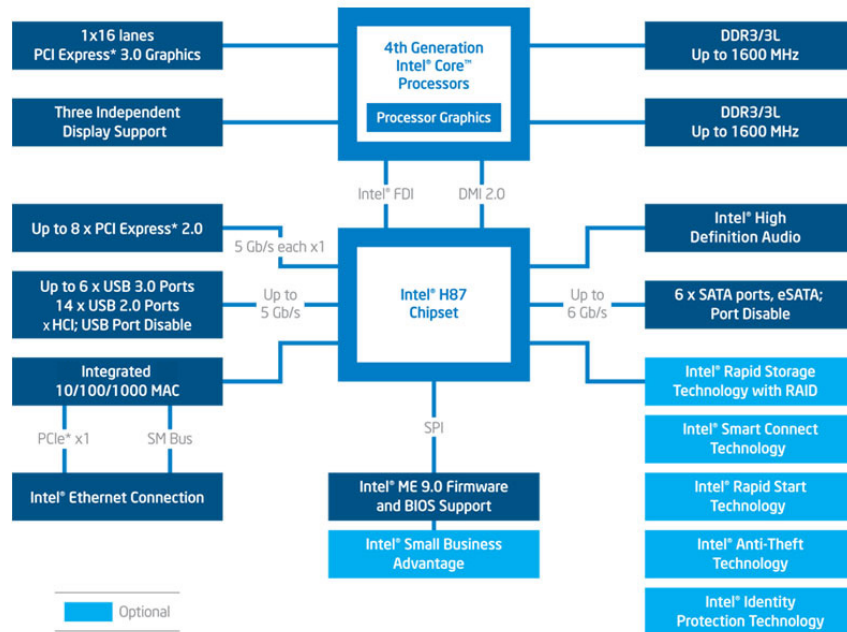 1x16 lanes
PCI Express* 3.0 Graphics
4th Generation
Intel® Core™
Processors
Processor Graphics
DDR3/3L
Up to 1600 MHz
Three Independent
Display Support
DDR3/3L
Up to 1600 MHz
Intel® FDI
DMI 2.0
Up to 8 x PCI Express* 2.0
5 Gb/s each x1
Intel® High
Definition Audio
Up to 6 x USB 3.0 Ports
14 x USB 2.0 Ports
xHCI; USB Port Disable
Up to
5 Gb/s
Intel® H87
Chipset
Up to
6 Gb/s
6 x SATA ports, eSATA;
Port Disable
Integrated
10/100/1000 MAC
Intel® Rapid Storage
Technology with RAID
PCIe* x1
SM Bus
SPI
Intel® Smart Connect
Technology
Intel® Ethernet Connection
Intel® ME 9.0 Firmware
and BIOS Support
Intel® Rapid Start
Technology
Intel® Small Business
Advantage
Intel® Anti-Theft
Technology
Optional
Intel® Identity
Protection Technology